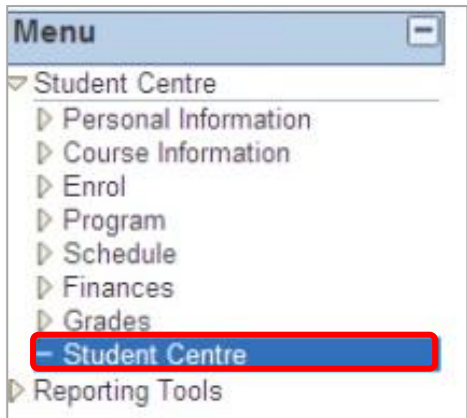 Menu
Student Centre
Personal Information
Course Information
Enrol
Program
Schedule
Finances
Grades
Student Centre
Reporting Tools